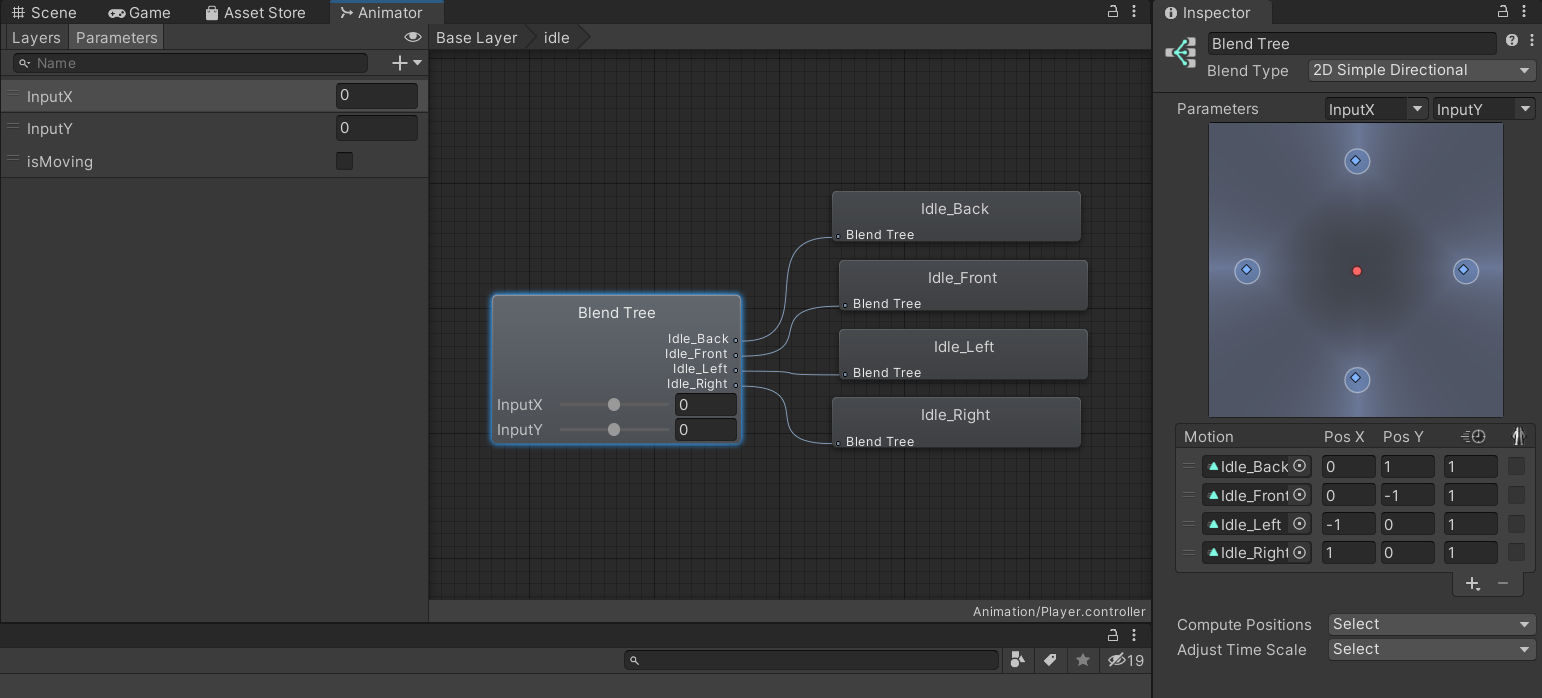 Scene Game Asset Store Animator
Layers Parameters
Base Layer idle
Name
InputX 0
InputY 0
isMoving
Idle_Back
Blend Tree
Idle_Front
Blend Tree
Idle_Left
Blend Tree
Idle_Right
Blend Tree
Blend Tree
Idle_Back
Idle_Front
Idle_Left
Idle_Right
InputX 0
InputY 0
Animation/Player.controller
19
Inspector
Blend Tree
Blend Type 2D Simple Directional
Parameters InputX InputY
Motion Pos X Pos Y
Idle_Back 0 1 1
Idle_Front 0 -1 1
Idle_Left -1 0 1
Idle_Right 1 0 1
Compute Positions Select
Adjust Time Scale Select